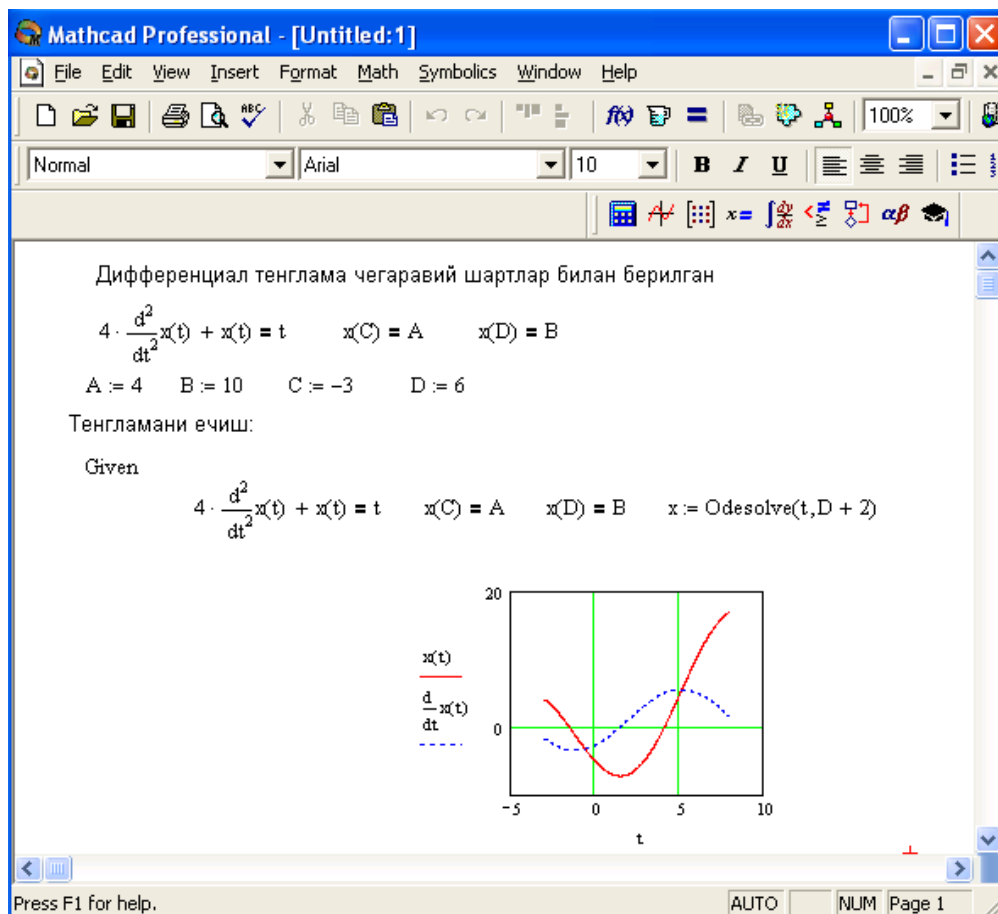 Mathcad Professional - [Untitled:1]
File Edit View Insert Format Math Symbolics Window Help
100%
Normal Arial 10 B I U
Дифференциал тенглама чегаравий шартлар билан берилган
4 · d²/dt² x(t) + x(t) = t x(C) = A x(D) = B
A := 4 B := 10 C := −3 D := 6
Тенгламани ечиш:
Given
4 · d²/dt² x(t) + x(t) = t x(C) = A x(D) = B x := Odesolve(t,D + 2)
20
x(t)
d/dt x(t)
0
−5 0 5 10
t
Press F1 for help. AUTO NUM Page 1